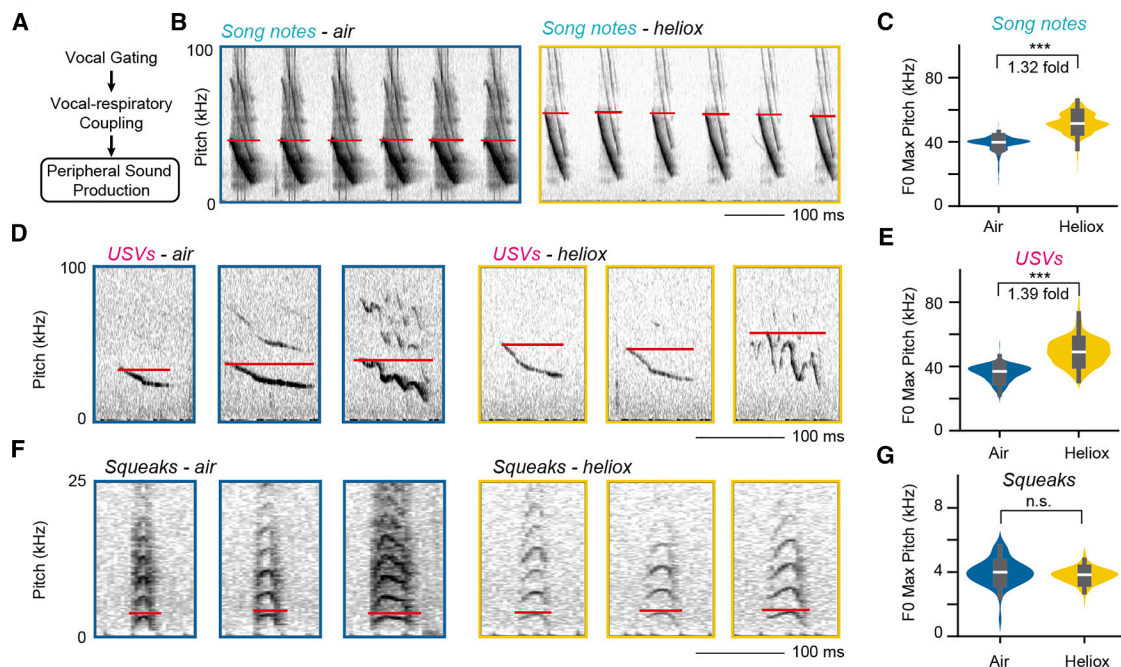 A
Vocal Gating
Vocal-respiratory
Coupling
Peripheral Sound
Production
B
Song notes - air
Song notes - heliox
Pitch (kHz)
100
0
100 ms
C
Song notes
***
1.32 fold
F0 Max Pitch (kHz)
80
40
0
Air
Heliox
D
USVs - air
USVs - heliox
Pitch (kHz)
100
0
100 ms
E
USVs
***
1.39 fold
F0 Max Pitch (kHz)
80
40
0
Air
Heliox
F
Squeaks - air
Squeaks - heliox
Pitch (kHz)
25
0
100 ms
G
Squeaks
n.s.
F0 Max Pitch (kHz)
8
4
0
Air
Heliox